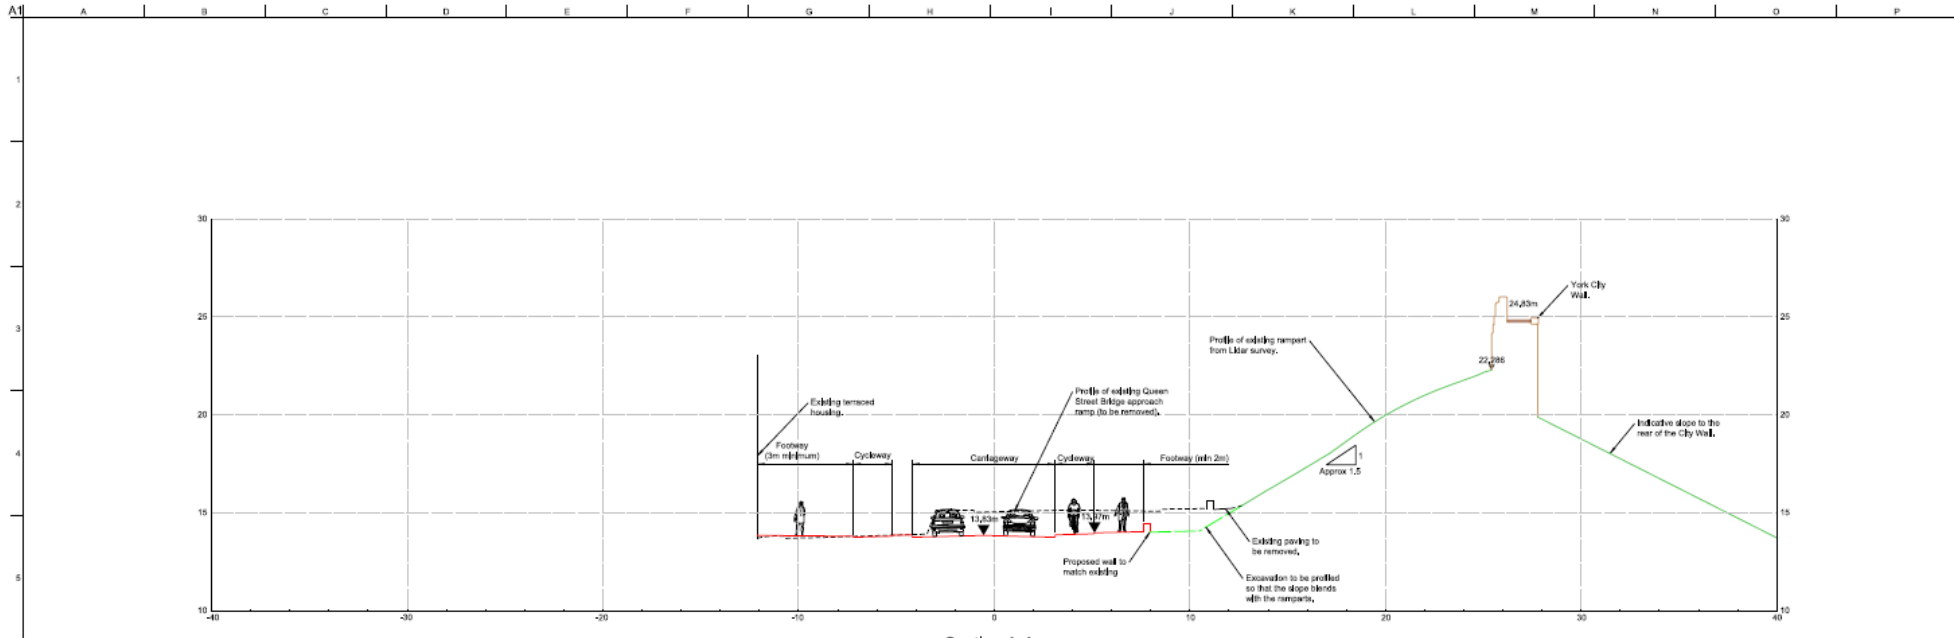 A1 A B C D E F G H I J K L M N O P
1
2
30 30
York City
Wall.
24.83m
3
25 25
Profile of existing rampart
from Lidar survey.
22.286
Profile of existing Queen
Street Bridge approach
ramp (to be removed).
Existing terraced
housing.
20 20
Indicative slope to the
rear of the City Wall.
Footway
(3m minimum)
Cycleway
Carriageway
Cycleway
Footway (min 2m)
4
1
Approx 1.5
15 15
13.83m
13.97m
Existing paving to
be removed.
Proposed wall to
match existing
Excavation to be profiled
so that the slope blends
with the ramparts.
5
10 10
-40 -30 -20 -10 0 10 20 30 40